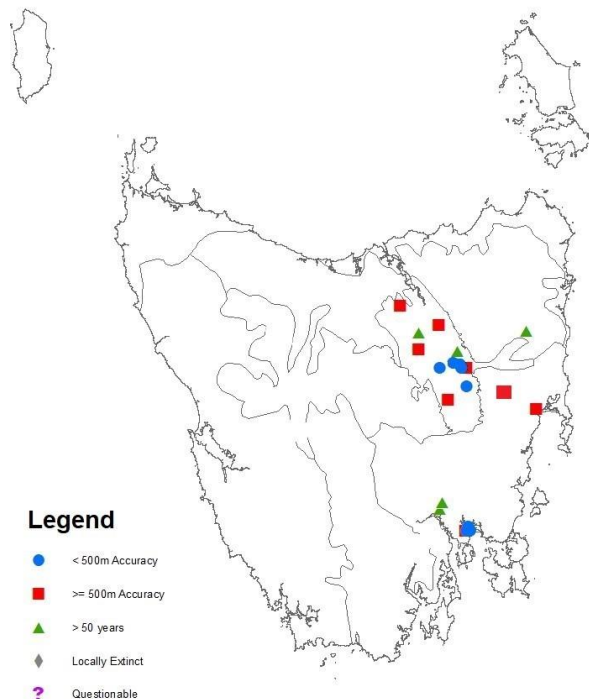 Legend
< 500m Accuracy
>= 500m Accuracy
> 50 years
Locally Extinct
? Questionable